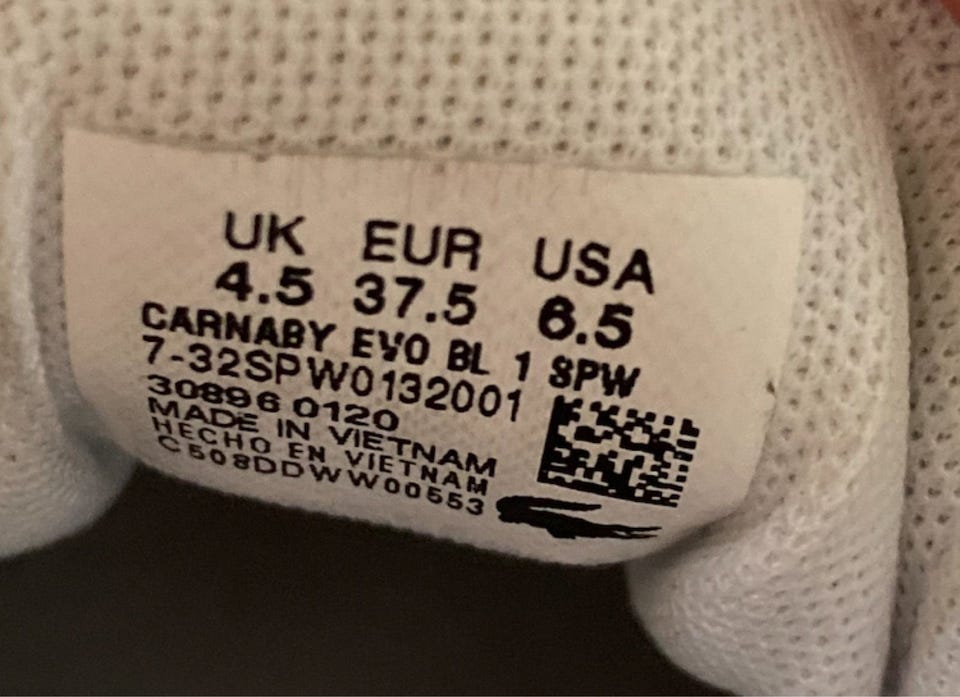 UK EUR USA
4.5 37.5 6.5
CARNABY EVO BL 1 SPW
7-32SPW0132001
30896 0120
MADE IN VIETNAM
HECHO EN VIETNAM
C508DDWW00553